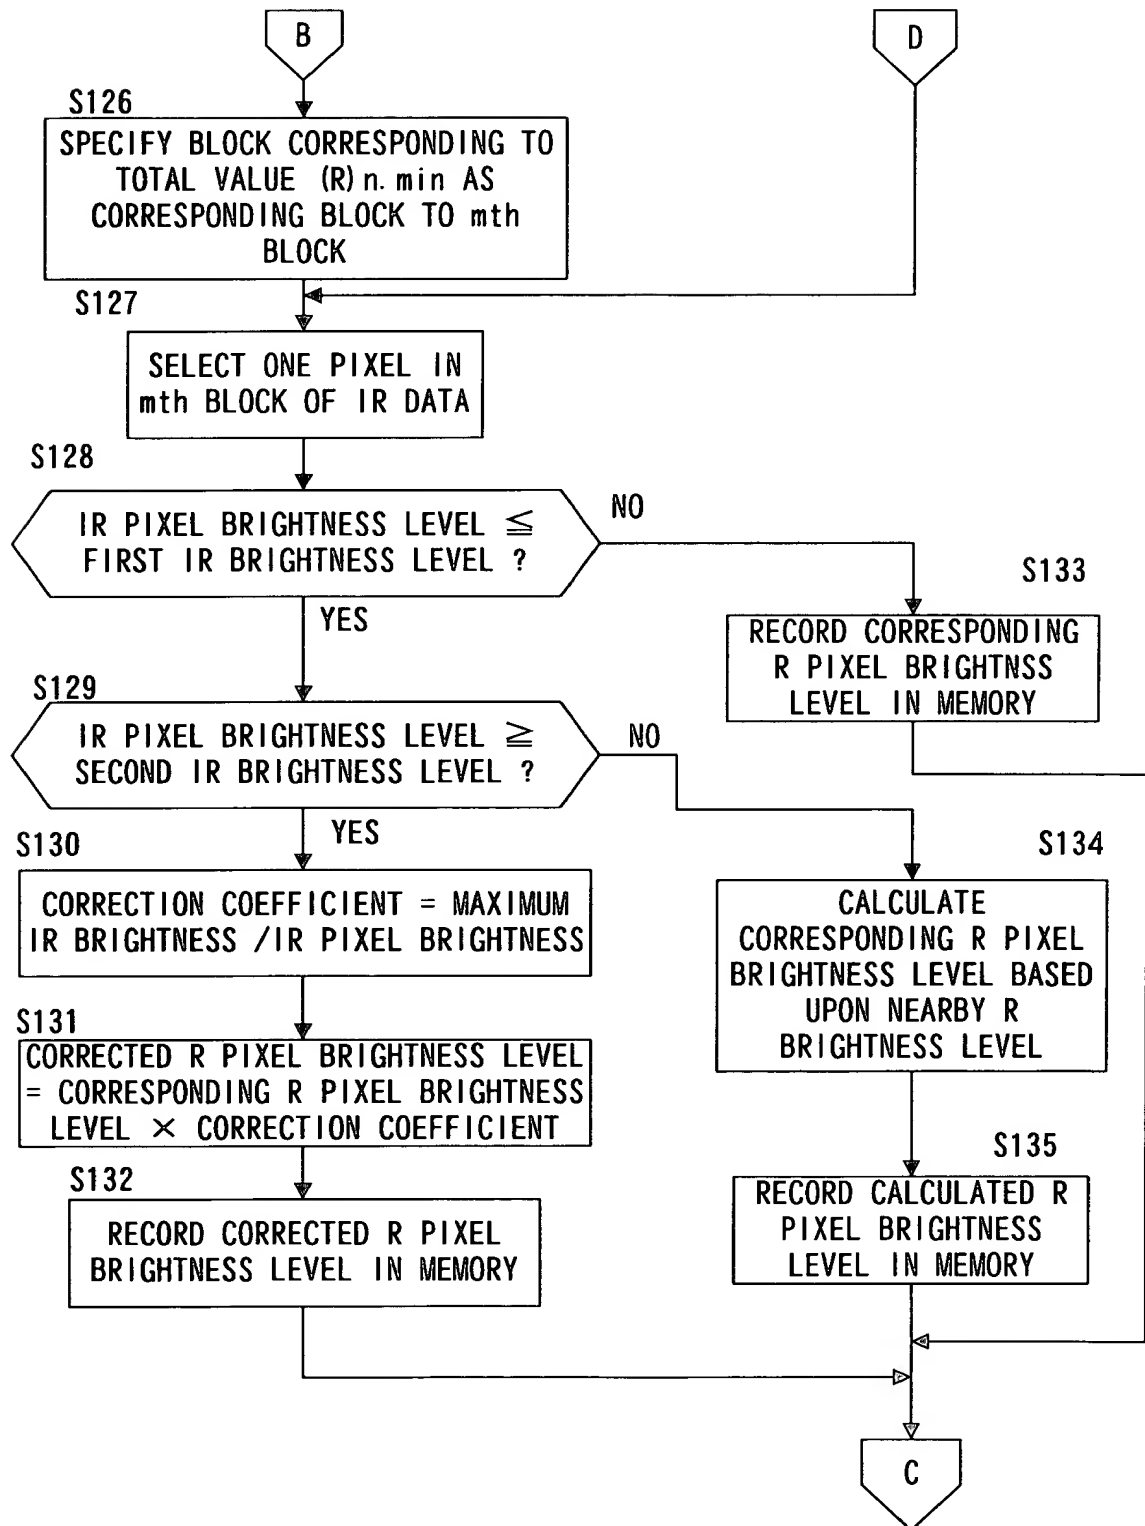 B
D
S126
SPECIFY BLOCK CORRESPONDING TO
TOTAL VALUE (R)n.min AS
CORRESPONDING BLOCK TO mth
BLOCK
S127
SELECT ONE PIXEL IN
mth BLOCK OF IR DATA
S128
IR PIXEL BRIGHTNESS LEVEL ≦
FIRST IR BRIGHTNESS LEVEL ?
NO
YES
S133
RECORD CORRESPONDING
R PIXEL BRIGHTNSS
LEVEL IN MEMORY
S129
IR PIXEL BRIGHTNESS LEVEL ≧
SECOND IR BRIGHTNESS LEVEL ?
NO
YES
S130
CORRECTION COEFFICIENT = MAXIMUM
IR BRIGHTNESS /IR PIXEL BRIGHTNESS
S134
CALCULATE
CORRESPONDING R PIXEL
BRIGHTNESS LEVEL BASED
UPON NEARBY R
BRIGHTNESS LEVEL
S131
CORRECTED R PIXEL BRIGHTNESS LEVEL
= CORRESPONDING R PIXEL BRIGHTNESS
LEVEL × CORRECTION COEFFICIENT
S135
RECORD CALCULATED R
PIXEL BRIGHTNESS
LEVEL IN MEMORY
S132
RECORD CORRECTED R PIXEL
BRIGHTNESS LEVEL IN MEMORY
C